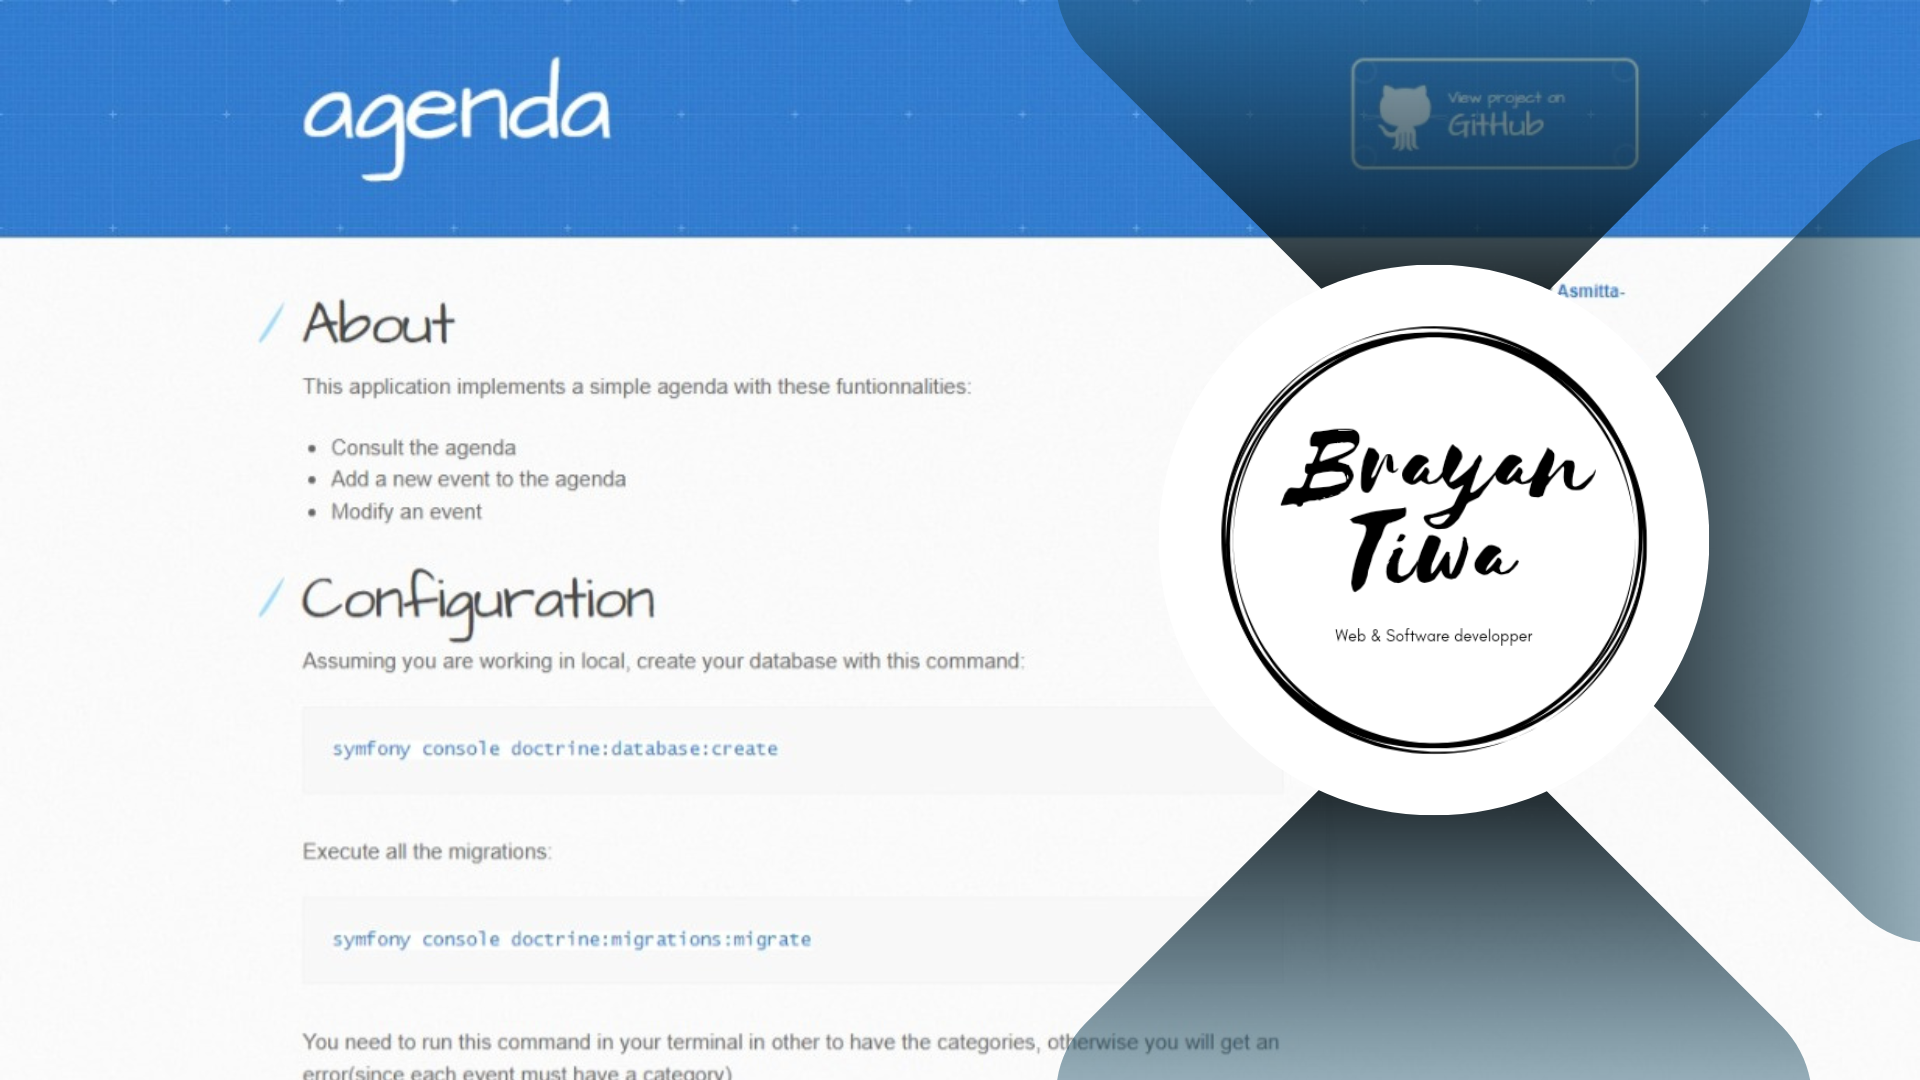 agenda
View project on
GitHub
Asmitta-
About
This application implements a simple agenda with these funtionnalities:
Consult the agenda
Add a new event to the agenda
Modify an event
Configuration
Assuming you are working in local, create your database with this command:
symfony console doctrine:database:create
Execute all the migrations:
symfony console doctrine:migrations:migrate
You need to run this command in your terminal in other to have the categories, otherwise you will get an
error(since each event must have a category)
Brayan
Tiwa
Web & Software developper